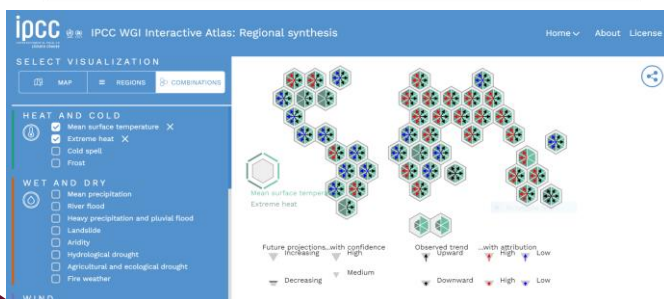 ipcc IPCC WGI Interactive Atlas: Regional synthesis Home About License
SELECT VISUALIZATION
MAP REGIONS COMBINATIONS
HEAT AND COLD
Mean surface temperature
Extreme heat
Cold spell
Frost
WET AND DRY
Mean precipitation
River flood
Heavy precipitation and pluvial flood
Landslide
Aridity
Hydrological drought
Agricultural and ecological drought
Fire weather
WIND
Mean surface
Extreme heat
Future projections...with confidence
Increasing High
Medium
Decreasing
Observed trend ...with attribution
Upward High Low
Downward High Low